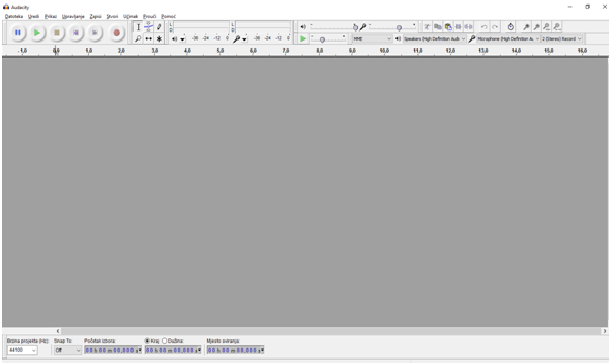 Audacity
Datoteka Uredi Prikaz Upravljanje Zapisi Stvori Učinak Prouči Pomoć
L
R
L
R
-36 -24 -12 -36 -24 -12 0
MME Speakers (High Definition Audi Microphone (High Definition Au 2 (Stereo) Record
-1,0 0,0 1,0 2,0 3,0 4,0 5,0 6,0 7,0 8,0 9,0 10,0 11,0 12,0 13,0 14,0 15,0 16,0
Brzina projekta (Hz): Snap To: Početak izbora: Kraj Dužina: Mjesto sviranja:
44100 Off 00 h 00 m 00,000 s 00 h 00 m 00,000 s 00 h 00 m 00,000 s